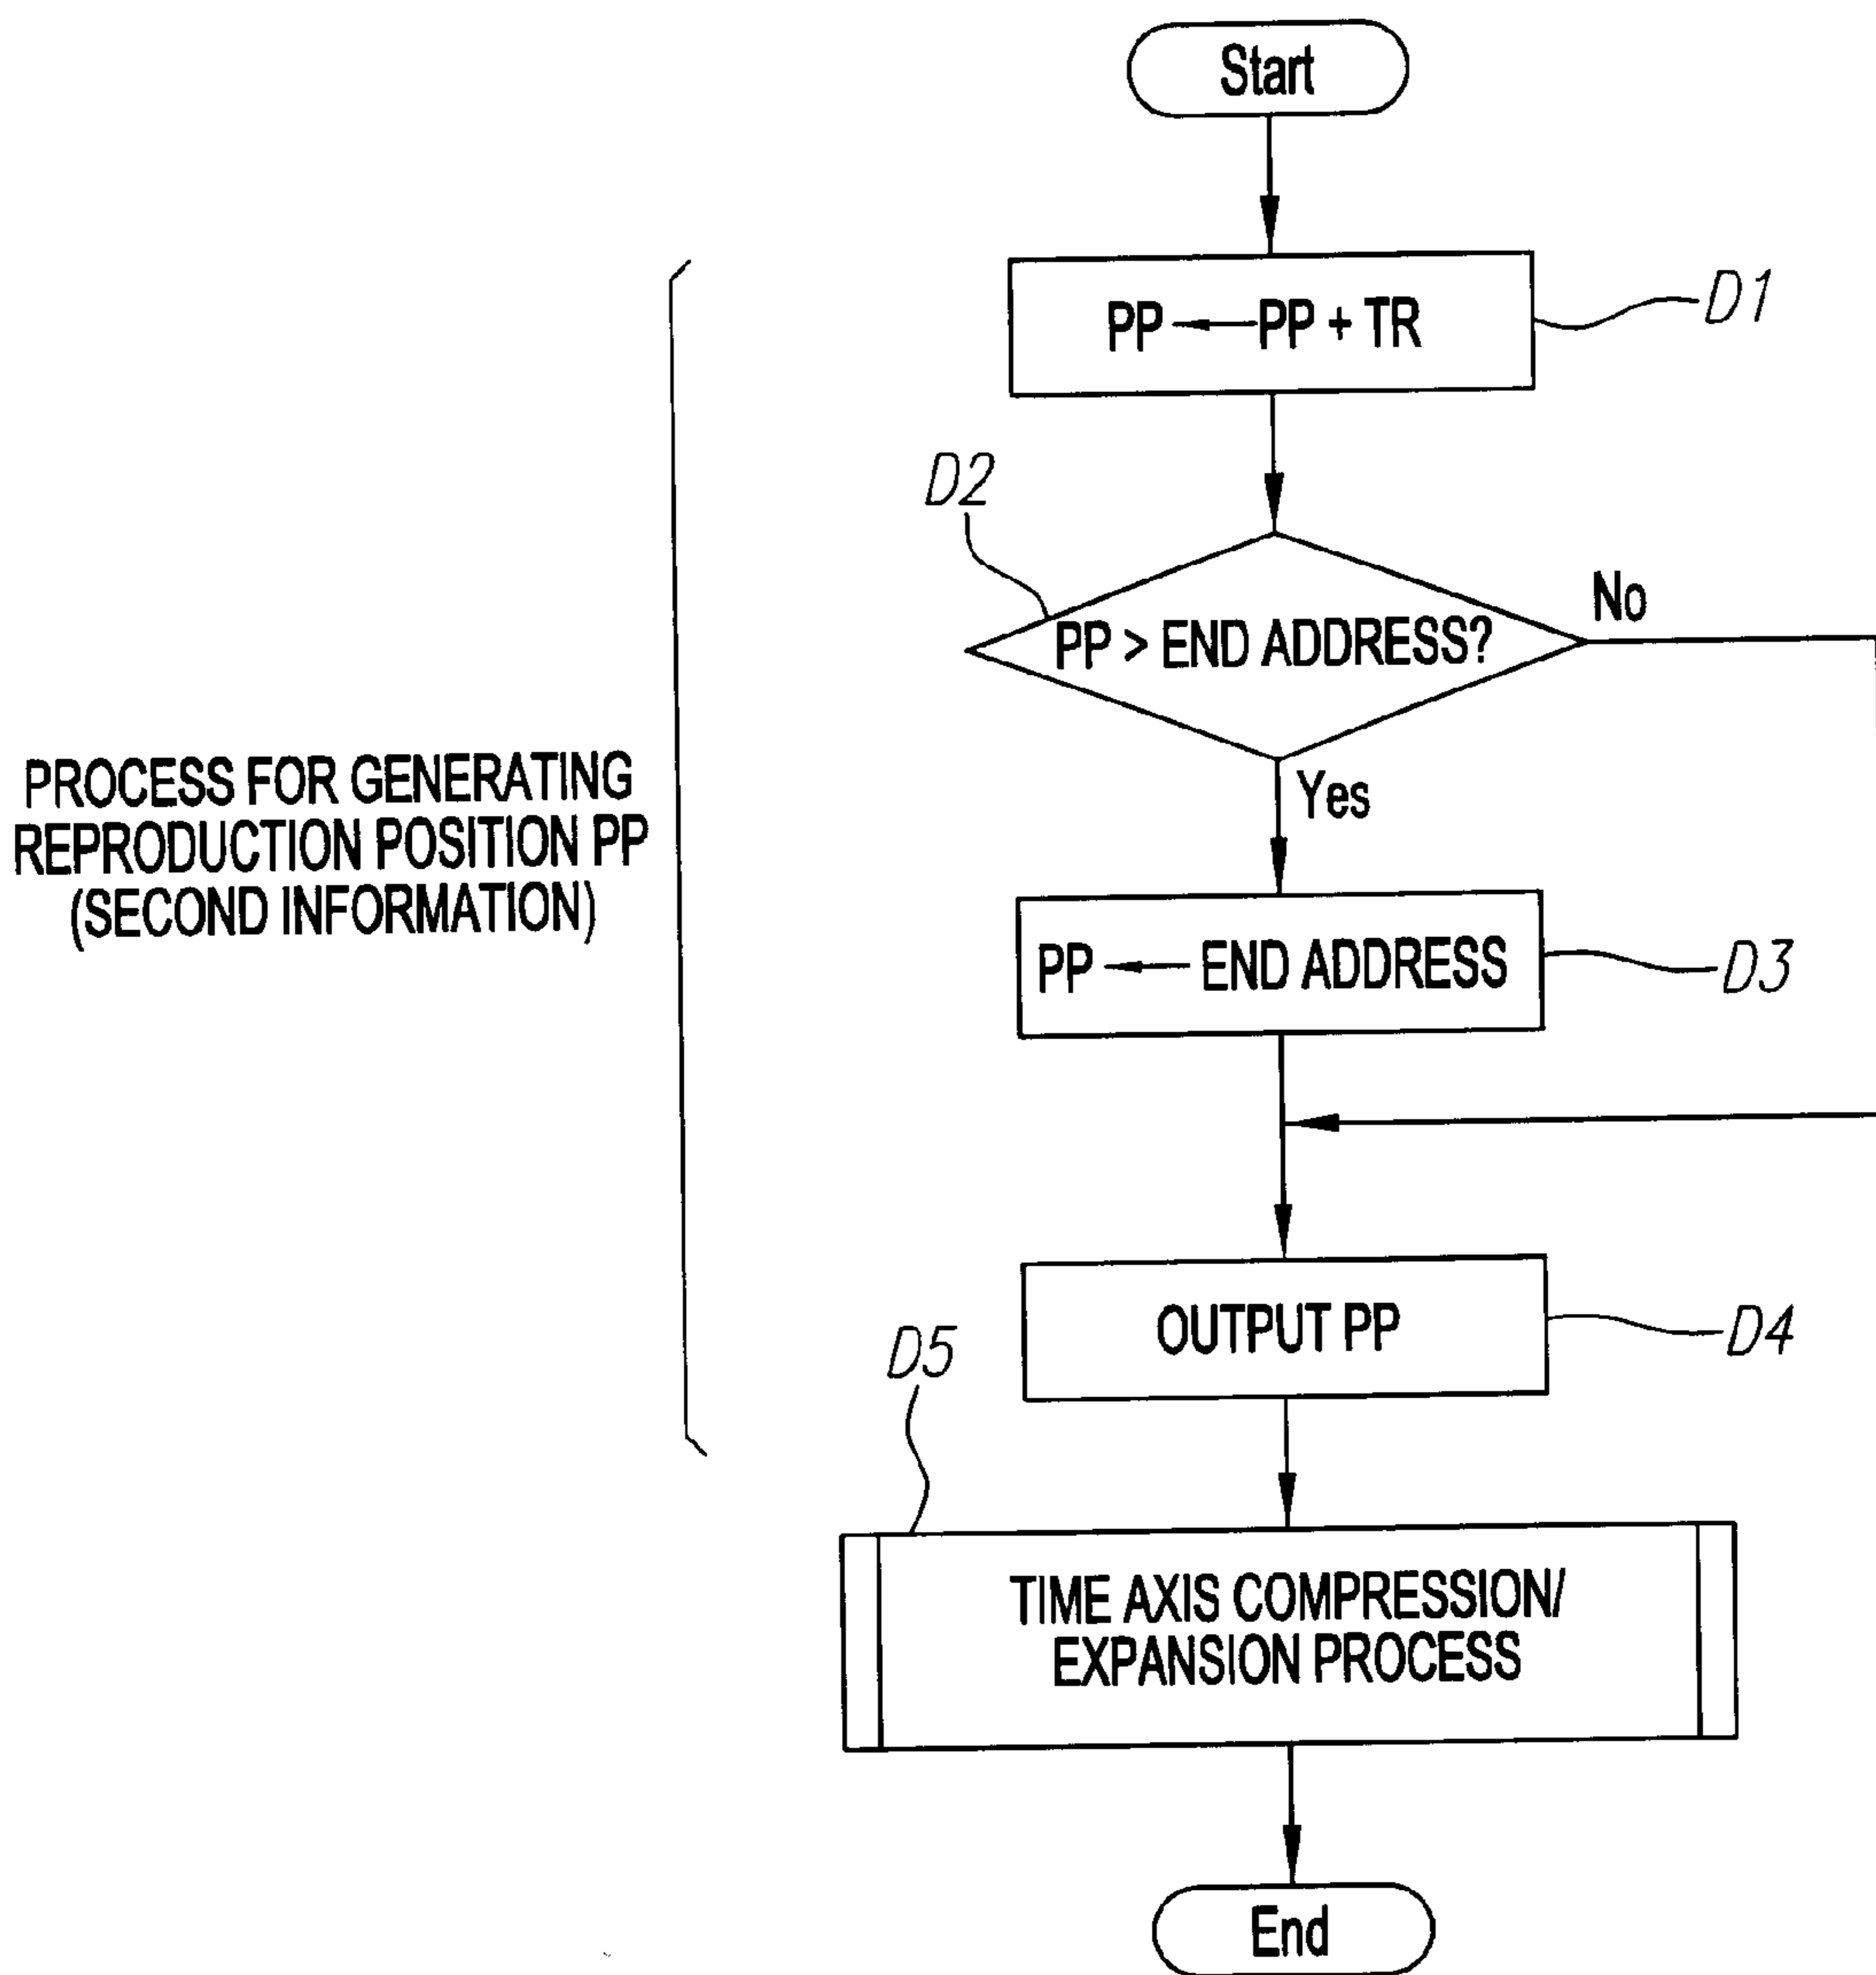 Start
PP ← PP + TR
D1
D2
PP > END ADDRESS?
No
Yes
PROCESS FOR GENERATING
REPRODUCTION POSITION PP
(SECOND INFORMATION)
PP ← END ADDRESS
D3
OUTPUT PP
D4
D5
TIME AXIS COMPRESSION/
EXPANSION PROCESS
End